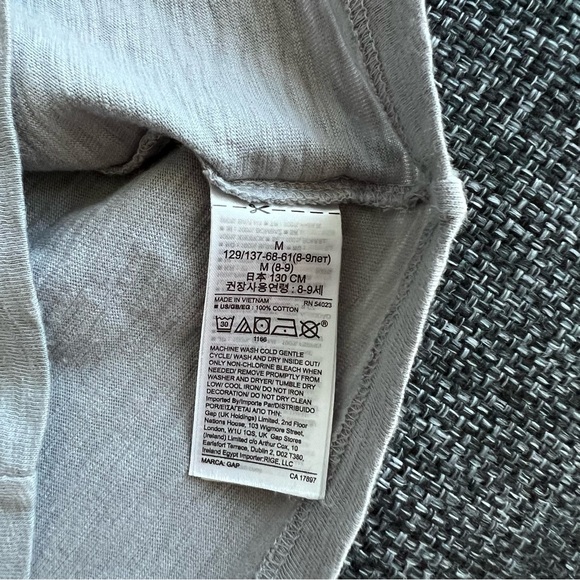 M
129/137-68-61(8-9лет)
M (8-9)
日本 130 CM
권장사용연령 : 8-9세
MADE IN VIETNAM RN 54023
■ US/GB/EG : 100% COTTON
30
1166
MACHINE WASH COLD GENTLE
CYCLE/ WASH AND DRY INSIDE OUT/
ONLY NON-CHLORINE BLEACH WHEN
NEEDED/ REMOVE PROMPTLY FROM
WASHER AND DRYER/ TUMBLE DRY
LOW/ COOL IRON/ DO NOT IRON
DECORATION/ DO NOT DRY CLEAN
Imported By/Importe Par/DISTRIBUIDO
POR/ΕΙΣΑΓΕΤΑΙ ΑΠΟ ΤΗΝ:
Gap (UK Holdings) Limited, 2nd Floor
Nations House, 103 Wigmore Street,
London, W1U 1QS, UK Gap Stores
(Ireland) Limited c/o Arthur Cox, 10
Earlsfort Terrace, Dublin 2, D02 T380,
Ireland Egypt Importer:RIGE, LLC
MARCA: GAP CA 17897